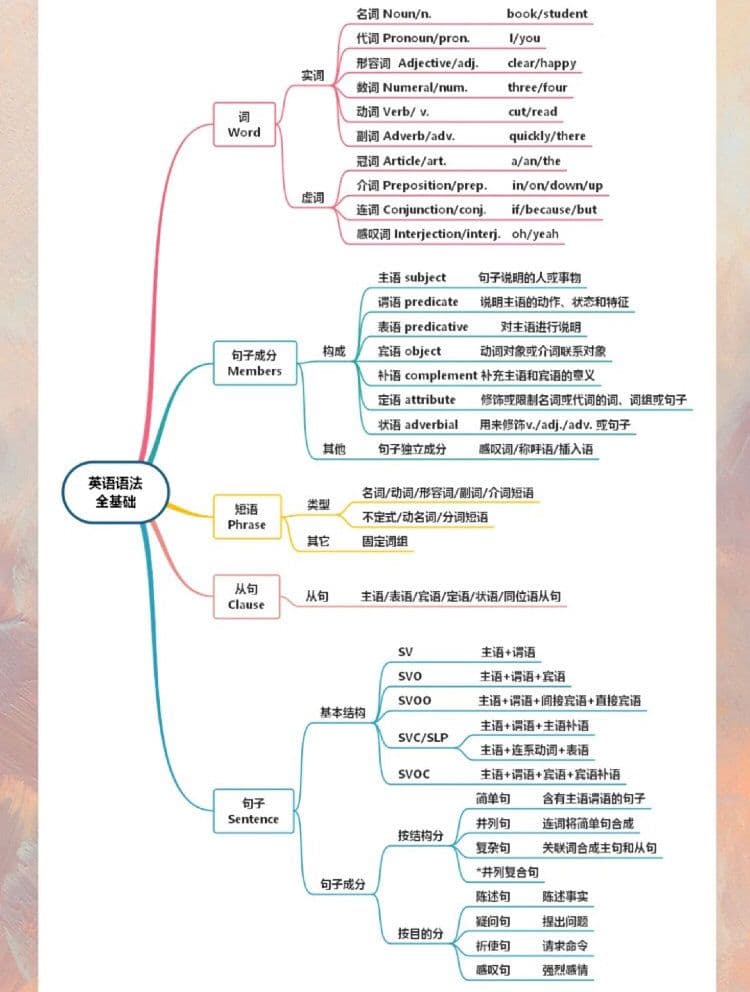 英语语法
全基础
词
Word
实词
名词 Noun/n. book/student
代词 Pronoun/pron. I/you
形容词 Adjective/adj. clear/happy
数词 Numeral/num. three/four
动词 Verb/ v. cut/read
副词 Adverb/adv. quickly/there
虚词
冠词 Article/art. a/an/the
介词 Preposition/prep. in/on/down/up
连词 Conjunction/conj. if/because/but
感叹词 Interjection/interj. oh/yeah
句子成分
Members
构成
主语 subject 句子说明的人或事物
谓语 predicate 说明主语的动作、状态和特征
表语 predicative 对主语进行说明
宾语 object 动词对象或介词联系对象
补语 complement 补充主语和宾语的意义
定语 attribute 修饰或限制名词或代词的词、词组或句子
状语 adverbial 用来修饰v./adj./adv. 或句子
其他 句子独立成分 感叹词/称呼语/插入语
短语
Phrase
类型
名词/动词/形容词/副词/介词短语
不定式/动名词/分词短语
其它 固定词组
从句
Clause
从句 主语/表语/宾语/定语/状语/同位语从句
句子
Sentence
基本结构
SV 主语+谓语
SVO 主语+谓语+宾语
SVOO 主语+谓语+间接宾语+直接宾语
SVC/SLP
主语+谓语+主语补语
主语+连系动词+表语
SVOC 主语+谓语+宾语+宾语补语
句子成分
按结构分
简单句 含有主语谓语的句子
并列句 连词将简单句合成
复杂句 关联词合成主句和从句
*并列复合句
按目的分
陈述句 陈述事实
疑问句 提出问题
祈使句 请求命令
感叹句 强烈感情